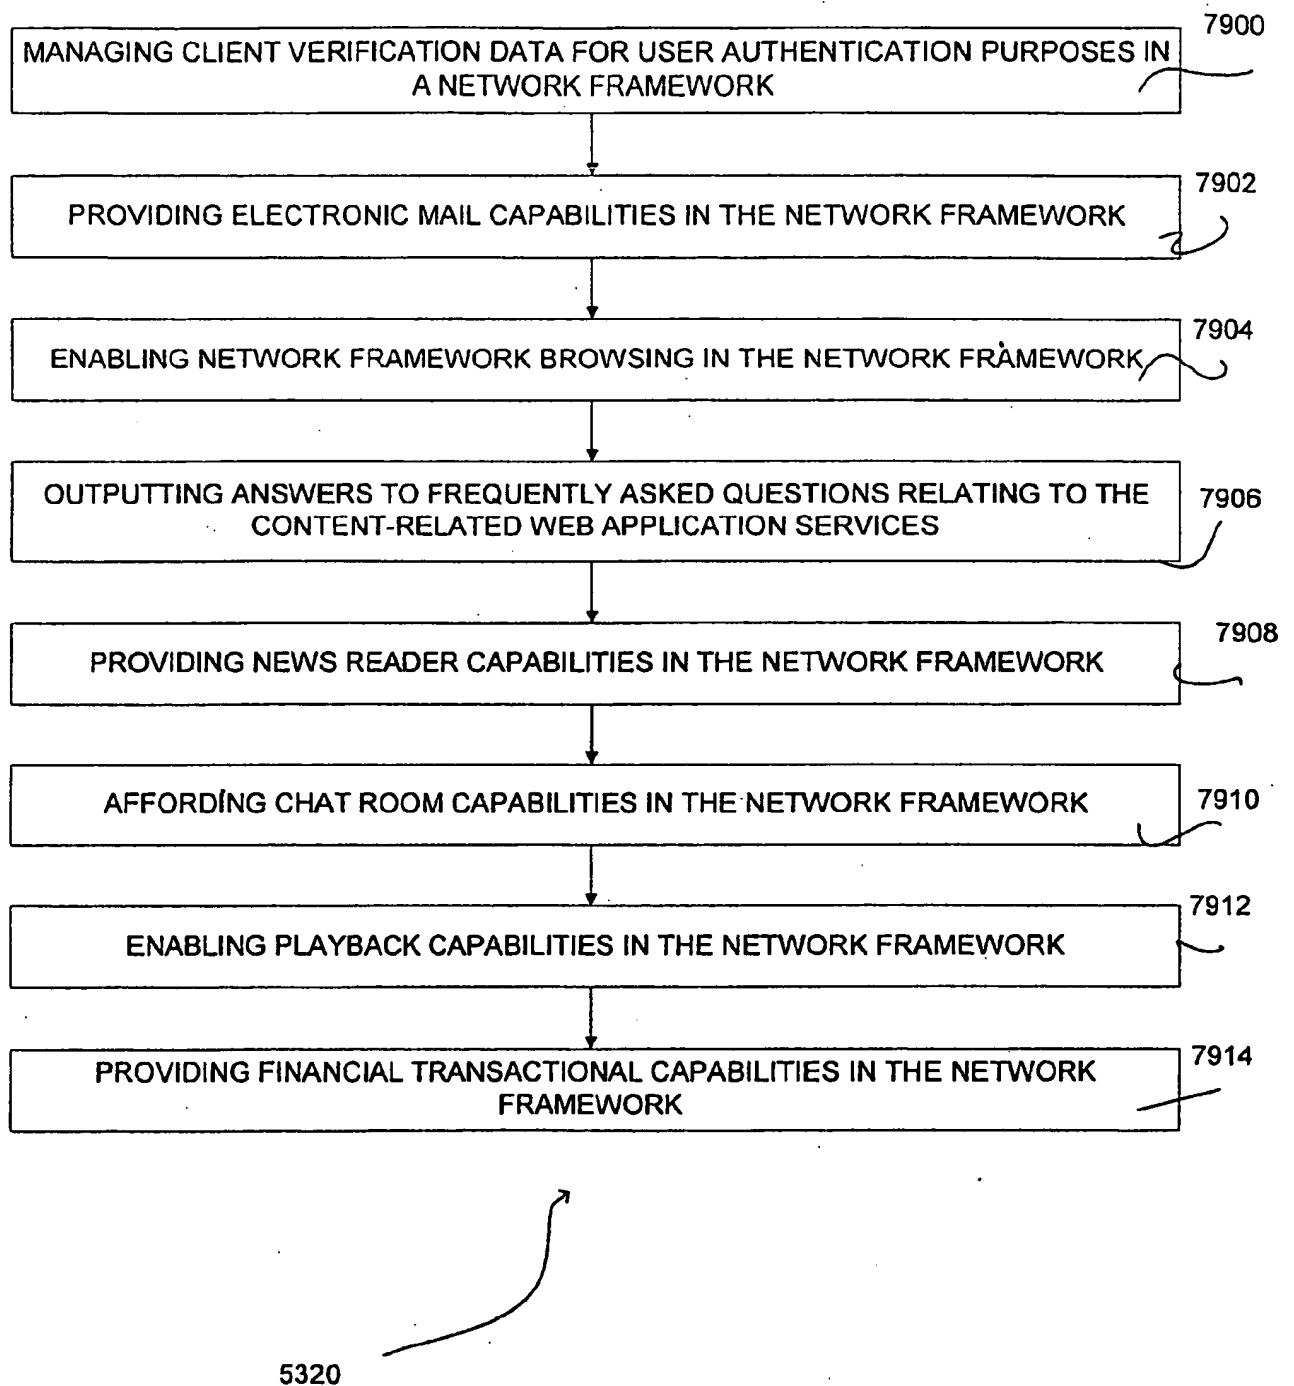 7900
MANAGING CLIENT VERIFICATION DATA FOR USER AUTHENTICATION PURPOSES IN
A NETWORK FRAMEWORK
7902
PROVIDING ELECTRONIC MAIL CAPABILITIES IN THE NETWORK FRAMEWORK
7904
ENABLING NETWORK FRAMEWORK BROWSING IN THE NETWORK FRAMEWORK
OUTPUTTING ANSWERS TO FREQUENTLY ASKED QUESTIONS RELATING TO THE
CONTENT-RELATED WEB APPLICATION SERVICES
7906
7908
PROVIDING NEWS READER CAPABILITIES IN THE NETWORK FRAMEWORK
AFFORDING CHAT ROOM CAPABILITIES IN THE NETWORK FRAMEWORK
7910
7912
ENABLING PLAYBACK CAPABILITIES IN THE NETWORK FRAMEWORK
7914
PROVIDING FINANCIAL TRANSACTIONAL CAPABILITIES IN THE NETWORK
FRAMEWORK
5320